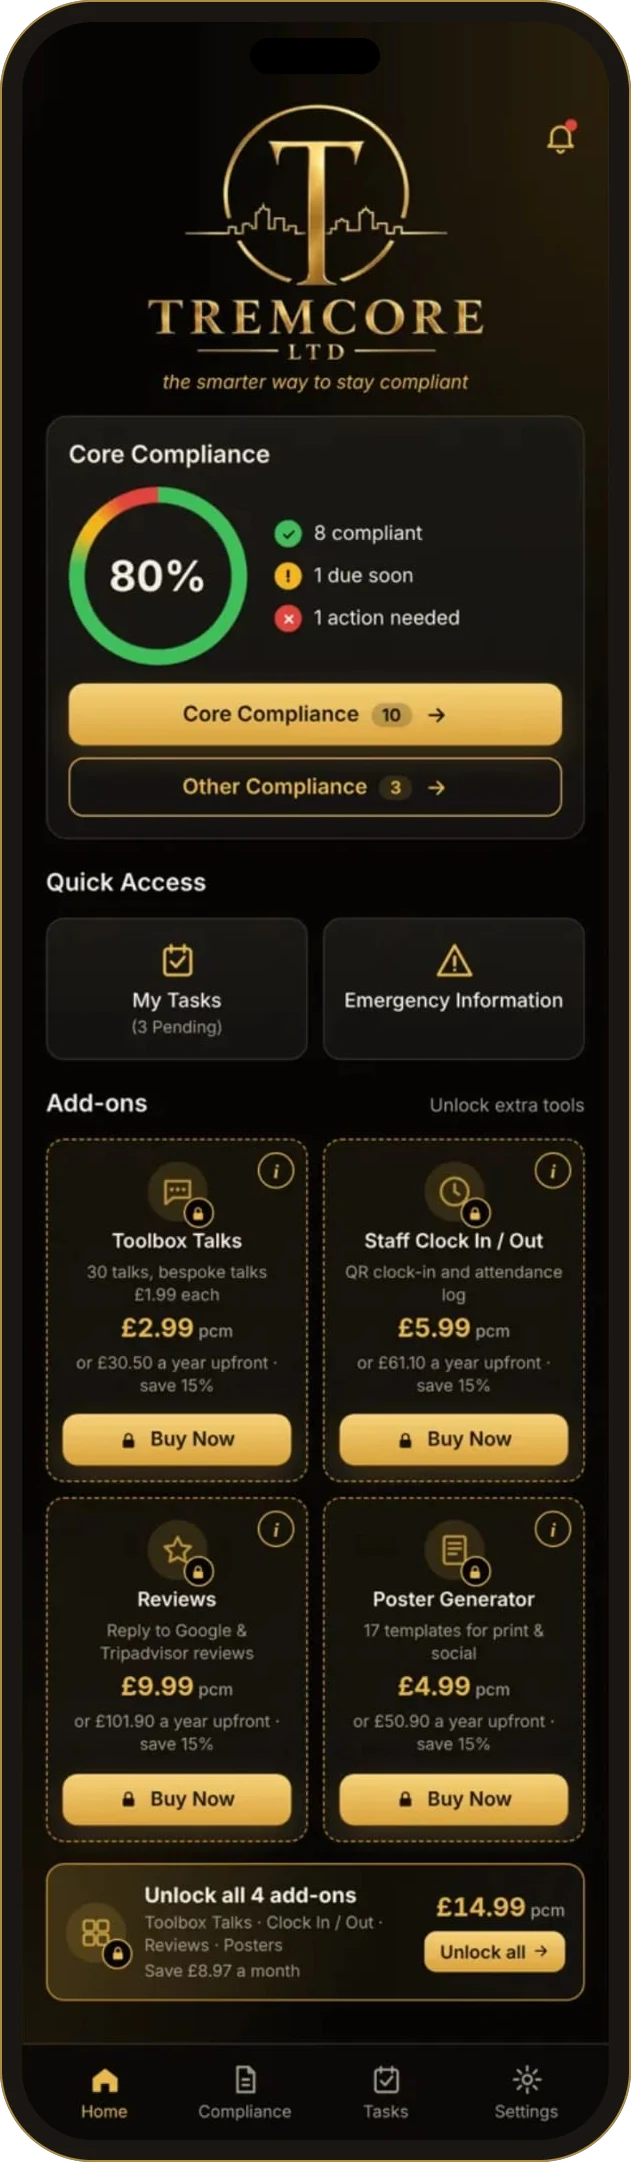 T
TREMCORE
LTD
the smarter way to stay compliant
Core Compliance
80%
8 compliant
1 due soon
1 action needed
Core Compliance 10 →
Other Compliance 3 →
Quick Access
My Tasks
(3 Pending)
Emergency Information
Add-ons
Unlock extra tools
Toolbox Talks
30 talks, bespoke talks
£1.99 each
£2.99 pcm
or £30.50 a year upfront ·
save 15%
Buy Now
Staff Clock In / Out
QR clock-in and attendance
log
£5.99 pcm
or £61.10 a year upfront ·
save 15%
Buy Now
Reviews
Reply to Google &
Tripadvisor reviews
£9.99 pcm
or £101.90 a year upfront ·
save 15%
Buy Now
Poster Generator
17 templates for print &
social
£4.99 pcm
or £50.90 a year upfront ·
save 15%
Buy Now
Unlock all 4 add-ons
Toolbox Talks · Clock In / Out ·
Reviews · Posters
Save £8.97 a month
£14.99 pcm
Unlock all →
Home
Compliance
Tasks
Settings